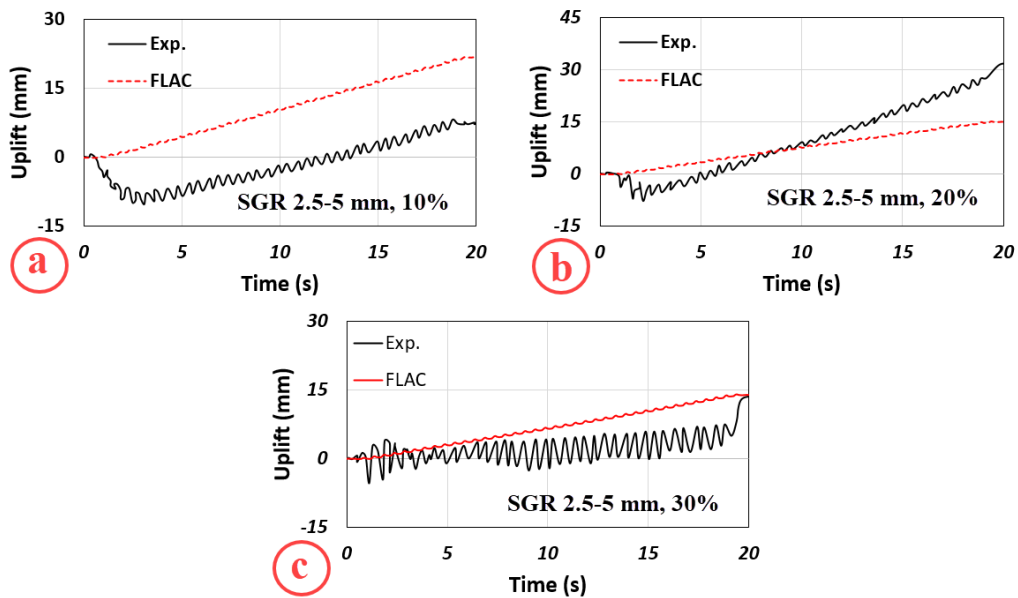 30
15
0
-15
Uplift (mm)
Exp.
FLAC
SGR 2.5-5 mm, 10%
0 5 10 15 20
Time (s)
a
45
30
15
0
-15
Uplift (mm)
Exp.
FLAC
SGR 2.5-5 mm, 20%
0 5 10 15 20
Time (s)
b
30
15
0
-15
Uplift (mm)
Exp.
FLAC
SGR 2.5-5 mm, 30%
0 5 10 15 20
Time (s)
c